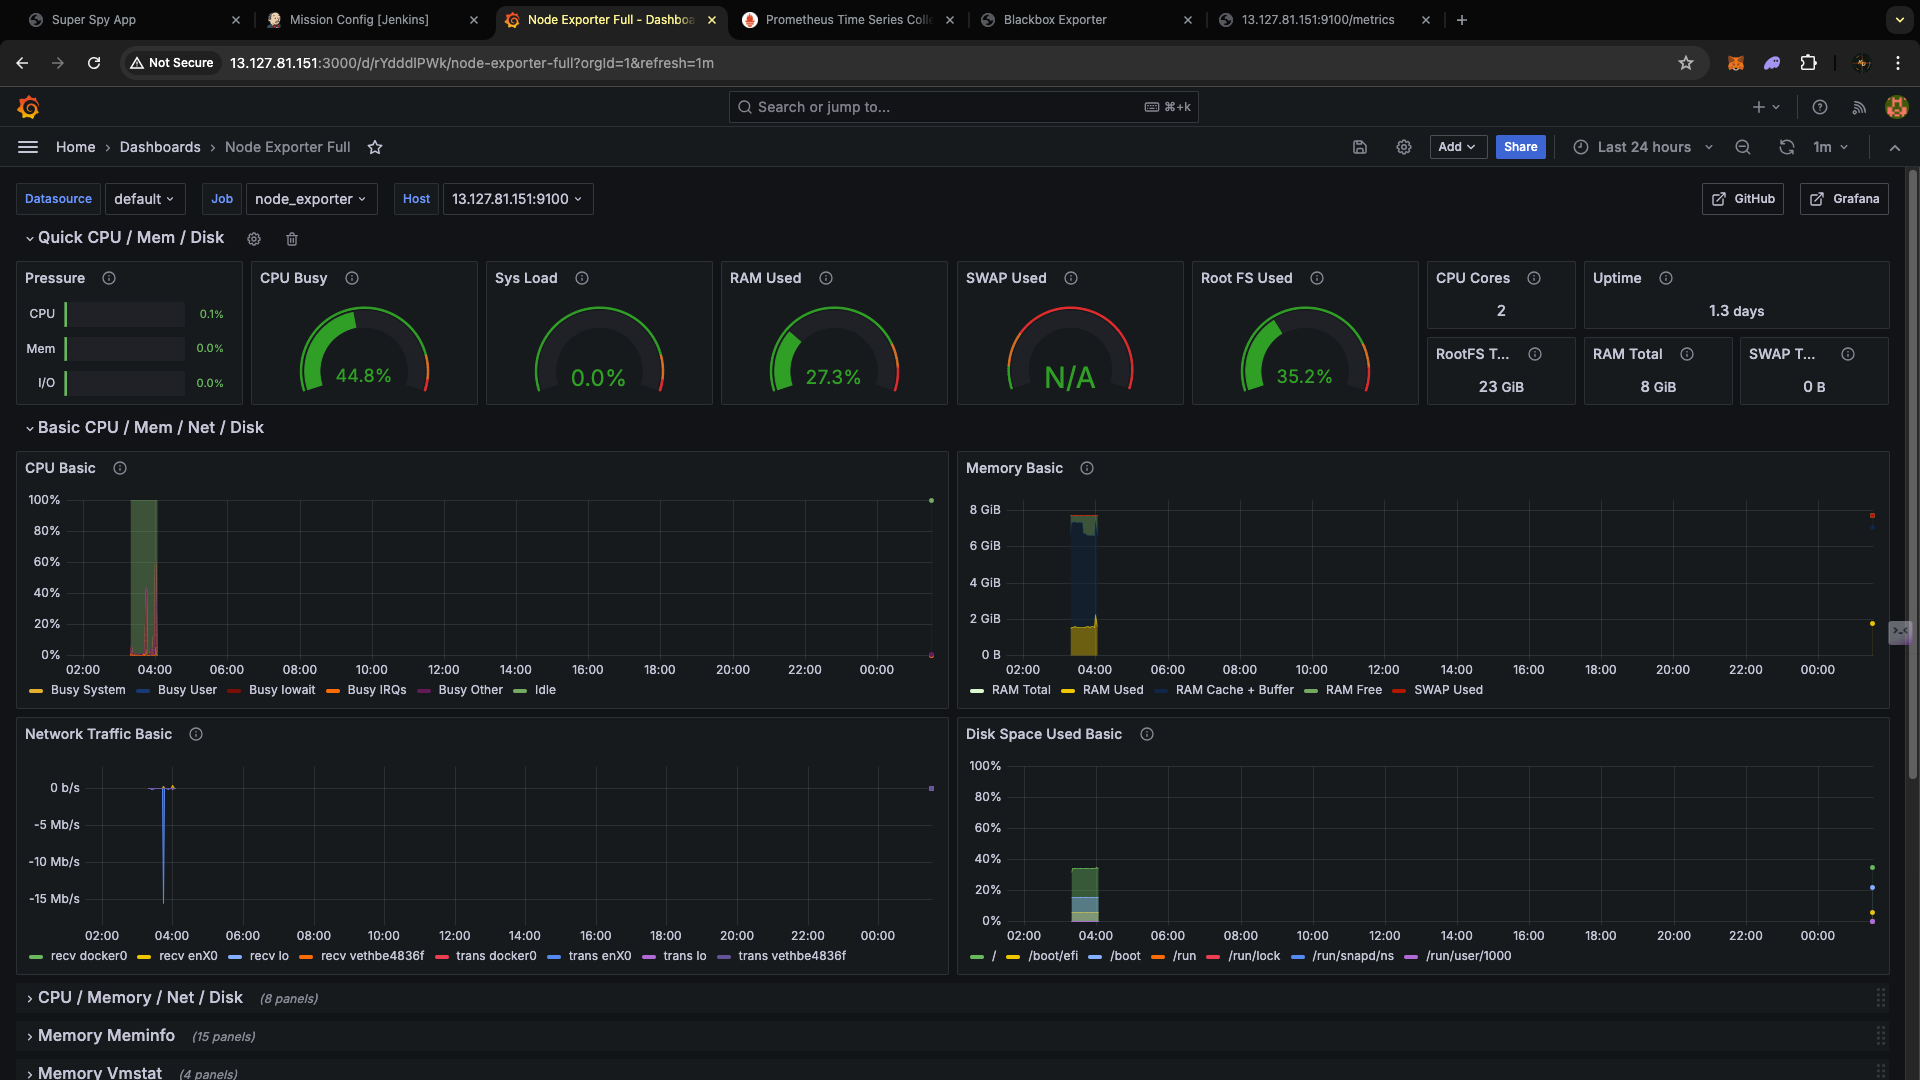 Super Spy App
Mission Config [Jenkins]
Node Exporter Full - Dashboa
Prometheus Time Series Colle
Blackbox Exporter
13.127.81.151:9100/metrics
Not Secure
13.127.81.151:3000/d/rYdddlPWk/node-exporter-full?orgId=1&refresh=1m
Search or jump to...
⌘+k
Home › Dashboards › Node Exporter Full
Add
Share
Last 24 hours
1m
Datasource default
Job node_exporter
Host 13.127.81.151:9100
GitHub
Grafana
Quick CPU / Mem / Disk
Pressure
CPU 0.1%
Mem 0.0%
I/O 0.0%
CPU Busy
44.8%
Sys Load
0.0%
RAM Used
27.3%
SWAP Used
N/A
Root FS Used
35.2%
CPU Cores
2
Uptime
1.3 days
RootFS T...
23 GiB
RAM Total
8 GiB
SWAP T...
0 B
Basic CPU / Mem / Net / Disk
CPU Basic
100%
80%
60%
40%
20%
0%
02:00 04:00 06:00 08:00 10:00 12:00 14:00 16:00 18:00 20:00 22:00 00:00
Busy System Busy User Busy Iowait Busy IRQs Busy Other Idle
Memory Basic
8 GiB
6 GiB
4 GiB
2 GiB
0 B
02:00 04:00 06:00 08:00 10:00 12:00 14:00 16:00 18:00 20:00 22:00 00:00
RAM Total RAM Used RAM Cache + Buffer RAM Free SWAP Used
Network Traffic Basic
0 b/s
-5 Mb/s
-10 Mb/s
-15 Mb/s
02:00 04:00 06:00 08:00 10:00 12:00 14:00 16:00 18:00 20:00 22:00 00:00
recv docker0 recv enX0 recv lo recv vethbe4836f trans docker0 trans enX0 trans lo trans vethbe4836f
Disk Space Used Basic
100%
80%
60%
40%
20%
0%
02:00 04:00 06:00 08:00 10:00 12:00 14:00 16:00 18:00 20:00 22:00 00:00
/ /boot/efi /boot /run /run/lock /run/snapd/ns /run/user/1000
CPU / Memory / Net / Disk (8 panels)
Memory Meminfo (15 panels)
Memory Vmstat (4 panels)